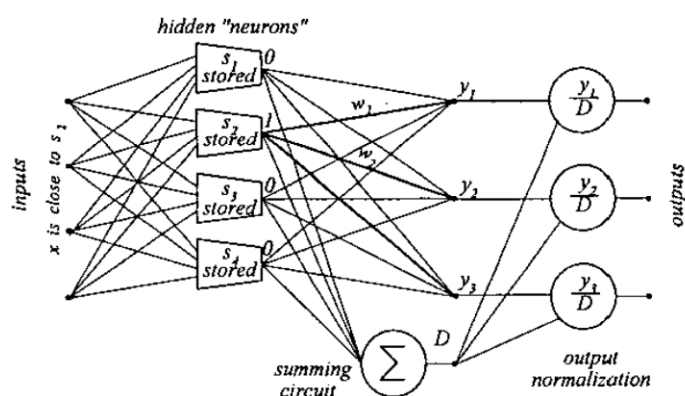 hidden "neurons"
s1 stored 0
s2 stored 1
s3 stored 0
s4 stored 0
inputs
x is close to s2
w1
w2
y1
y2
y3
y1
D
y2
D
y3
D
outputs
D
Σ
summing
circuit
output
normalization